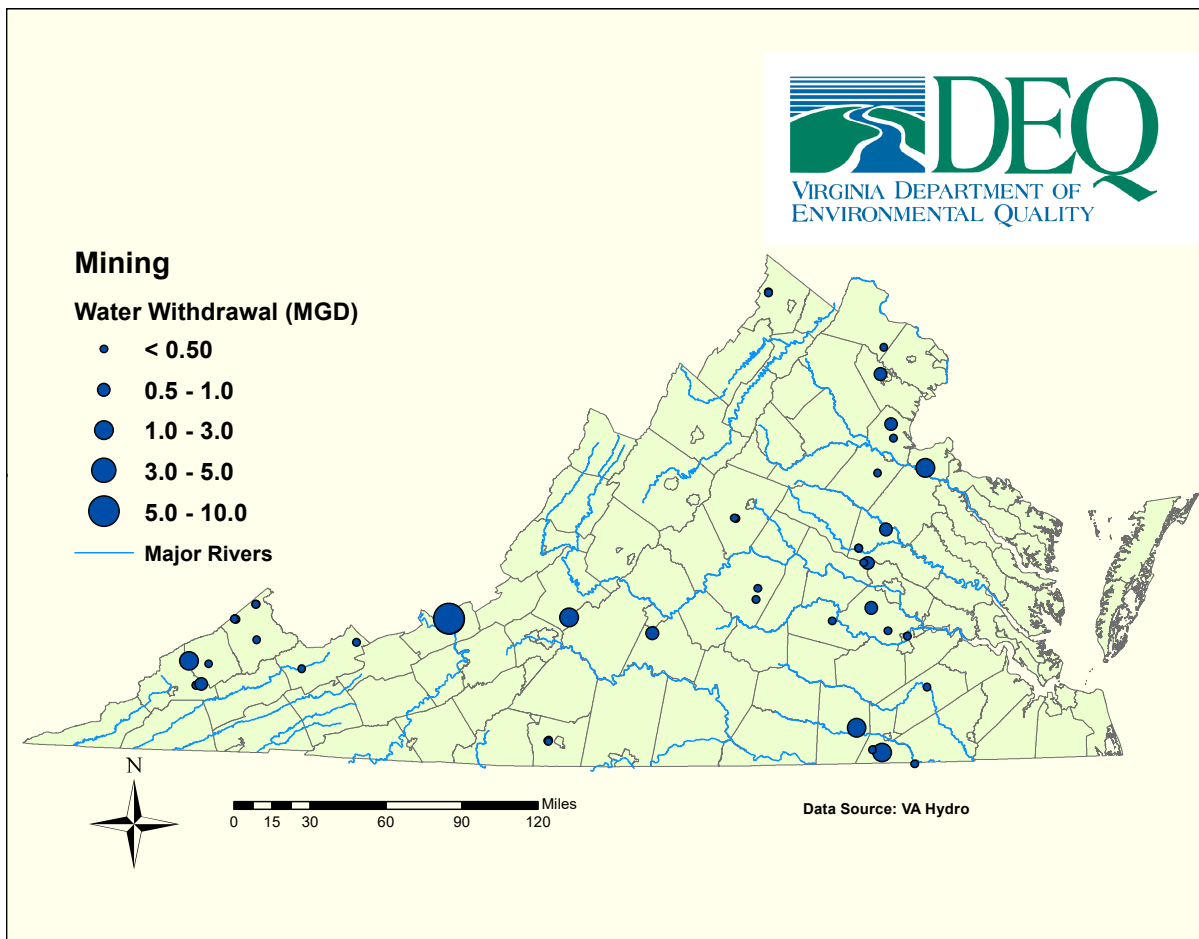 DEQ
VIRGINIA DEPARTMENT OF
ENVIRONMENTAL QUALITY
Mining
Water Withdrawal (MGD)
< 0.50
0.5 - 1.0
1.0 - 3.0
3.0 - 5.0
5.0 - 10.0
Major Rivers
N
Miles
0 15 30 60 90 120
Data Source: VA Hydro